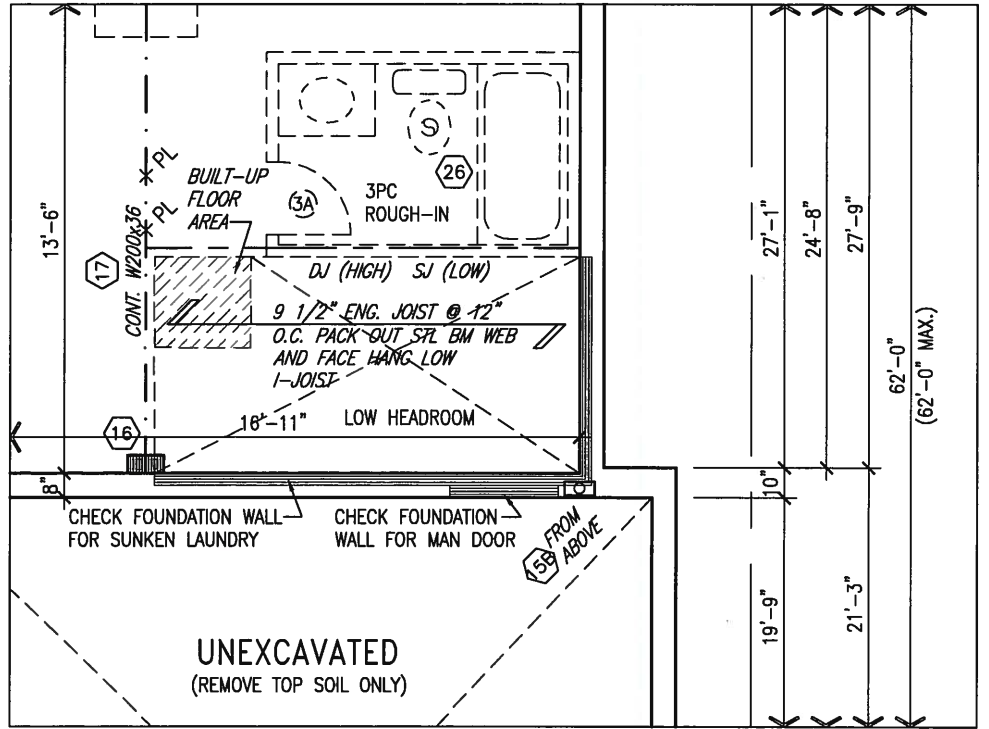 PL
BUILT-UP
FLOOR
AREA
3A
3PC
ROUGH-IN
26
13'-6"
PL
17
CONT. W200x36
DJ (HIGH) SJ (LOW)
9 1/2" ENG. JOIST @ 12"
O.C. PACK OUT STL BM WEB
AND FACE HANG LOW
I-JOIST
16
16'-11"
LOW HEADROOM
8"
CHECK FOUNDATION WALL
FOR SUNKEN LAUNDRY
CHECK FOUNDATION
WALL FOR MAN DOOR
15B
FROM
ABOVE
UNEXCAVATED
(REMOVE TOP SOIL ONLY)
27'-1"
24'-8"
27'-9"
62'-0"
(62'-0" MAX.)
10"
19'-9"
21'-3"